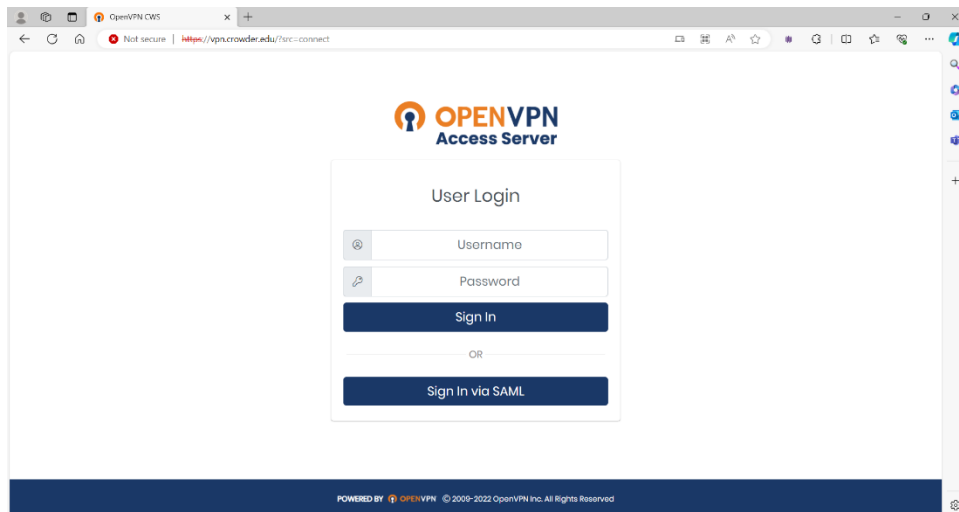 OpenVPN CWS
Not secure | https://vpn.crowder.edu/?src=connect
OPENVPN
Access Server
User Login
Username
Password
Sign In
OR
Sign In via SAML
POWERED BY OPENVPN © 2009-2022 OpenVPN Inc. All Rights Reserved